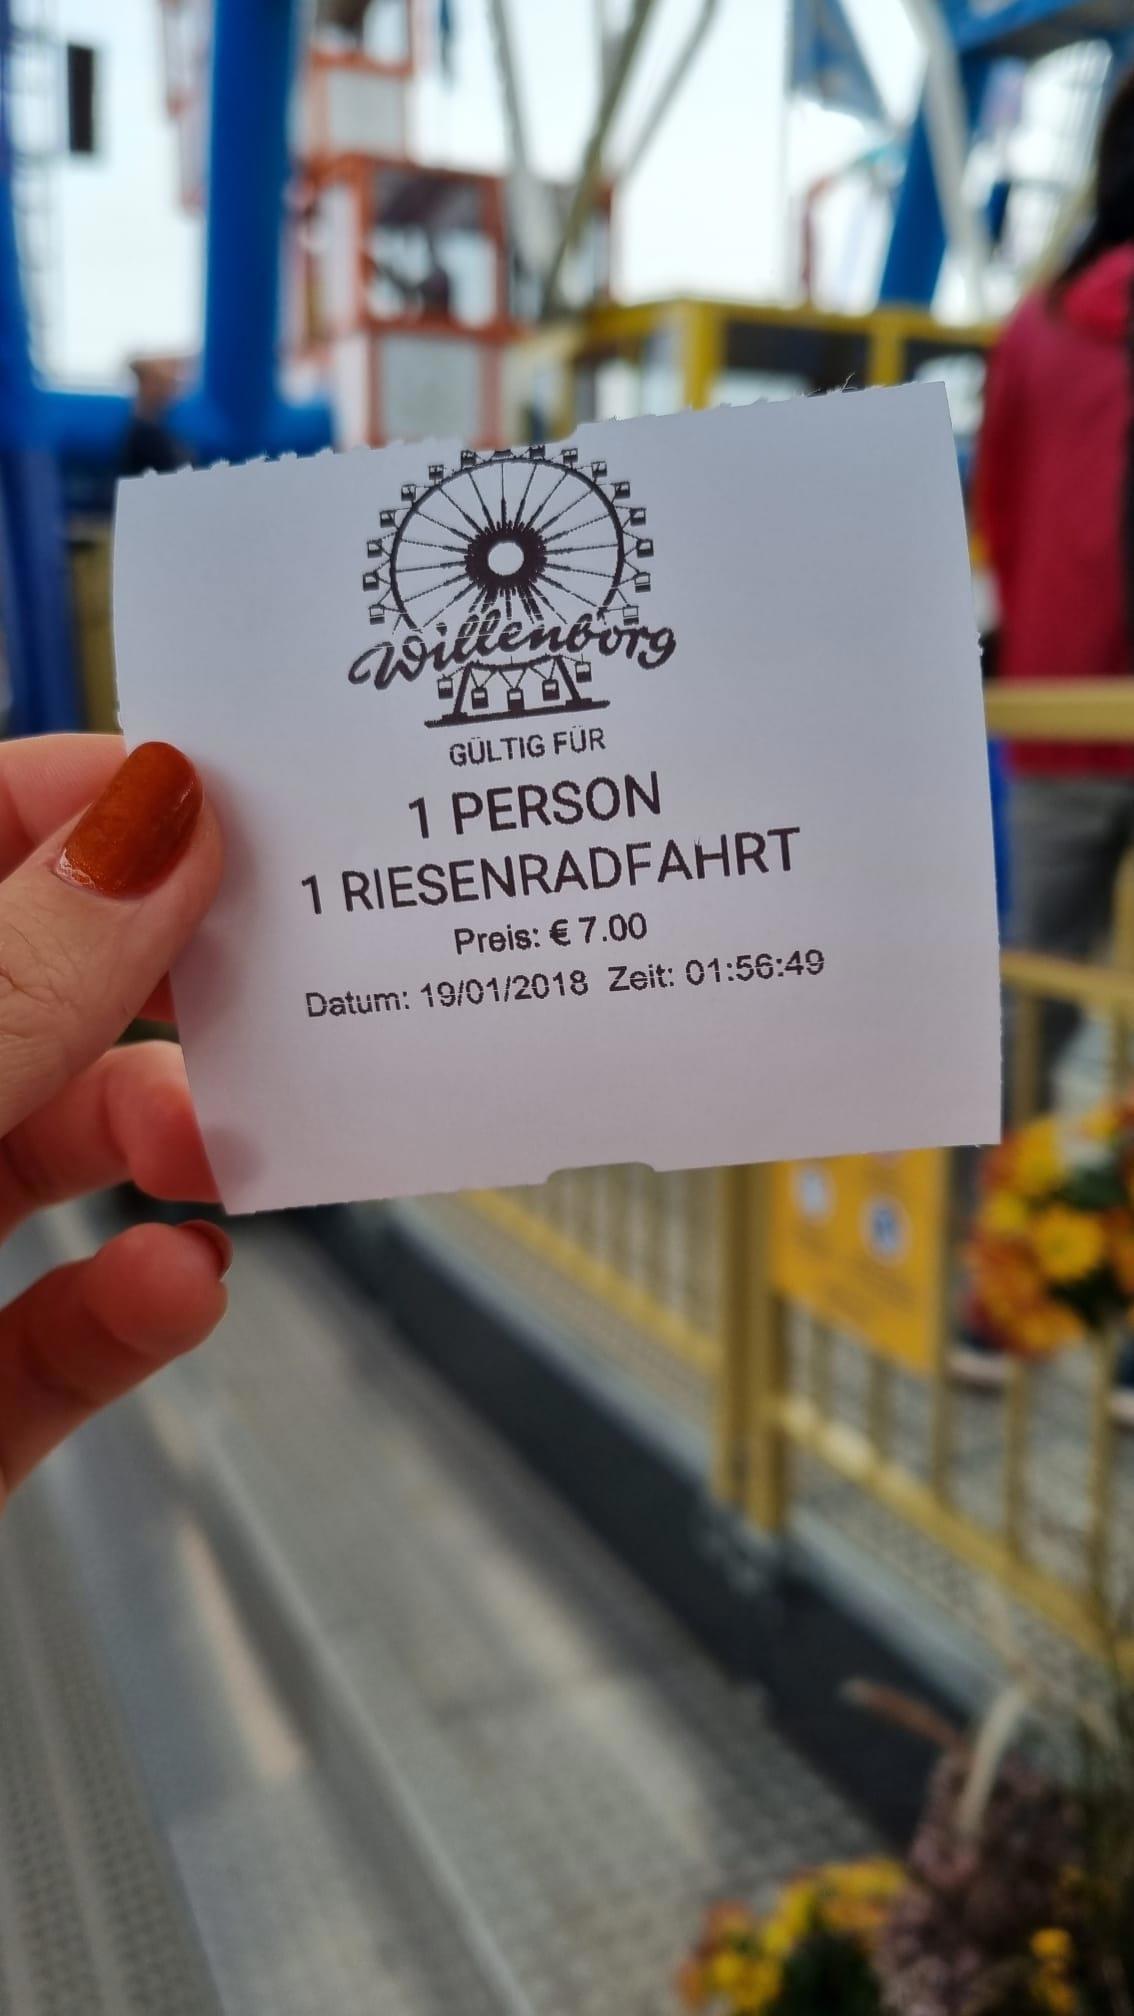 Willenborg
GÜLTIG FÜR
1 PERSON
1 RIESENRADFAHRT
Preis: € 7.00
Datum: 19/01/2018 Zeit: 01:56:49